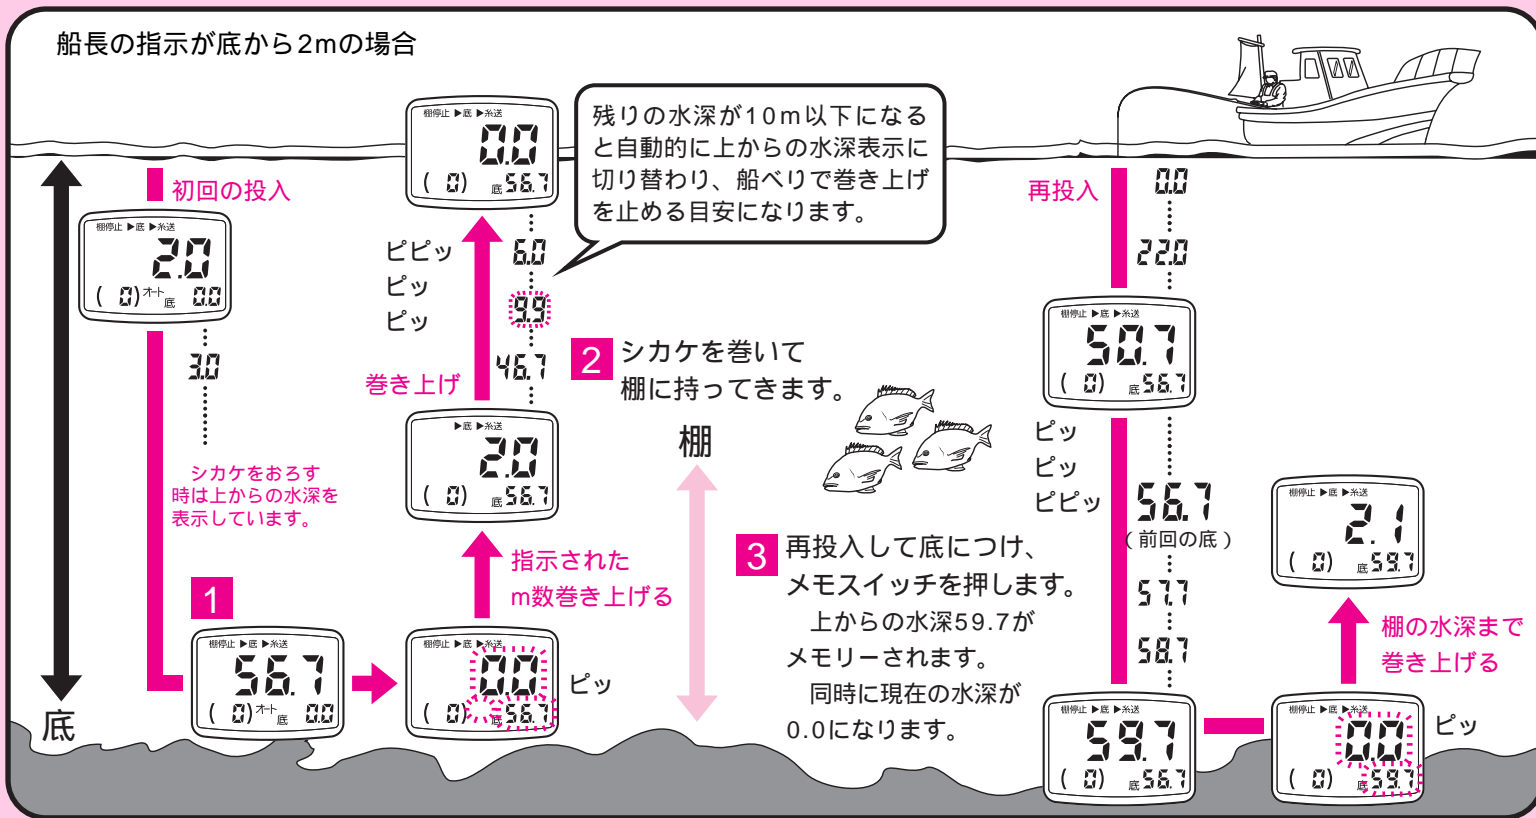 船長の指示が底から2mの場合
初回の投入
棚停止 ▶底 ▶糸送
2.0
( 0) オート 底 0.0
3.0
シカケをおろす
時は上からの水深を
表示しています。
底
1
棚停止 ▶底 ▶糸送
56.7
( 0) オート 底 0.0
棚停止 ▶底 ▶糸送
0.0
( 0) 底 56.7
ピッ
指示された
m数巻き上げる
▶底 ▶糸送
2.0
( 0) 底 56.7
巻き上げ
46.7
9.9
6.0
ピピッ
ピッ
ピッ
棚停止 ▶底 ▶糸送
0.0
( 0) 底 56.7
残りの水深が10m以下になる
と自動的に上からの水深表示に
切り替わり、船べりで巻き上げ
を止める目安になります。
2 シカケを巻いて
棚に持ってきます。
棚
3 再投入して底につけ、
メモスイッチを押します。
上からの水深59.7が
メモリーされます。
同時に現在の水深が
0.0になります。
再投入
0.0
22.0
棚停止 ▶底 ▶糸送
50.7
( 0) 底 56.7
ピッ
ピッ
ピピッ
56.7
(前回の底)
57.7
58.7
棚停止 ▶底 ▶糸送
59.7
( 0) 底 56.7
棚停止 ▶底 ▶糸送
0.0
( 0) 底 59.7
ピッ
棚の水深まで
巻き上げる
棚停止 ▶底 ▶糸送
2.1
( 0) 底 59.7